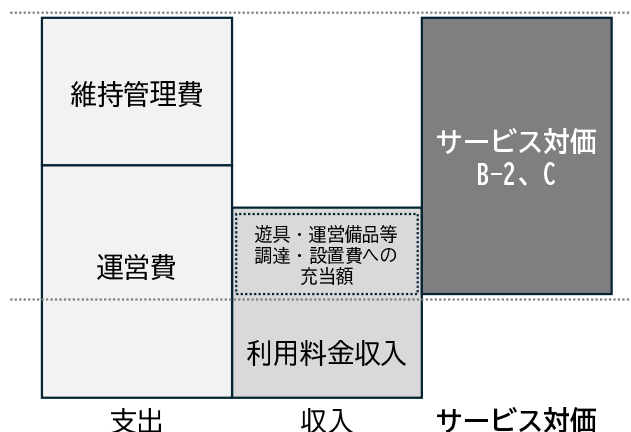 維持管理費
運営費
遊具・運営備品等
調達・設置費への
充当額
利用料金収入
サービス対価
B-2、C
支出
収入
サービス対価